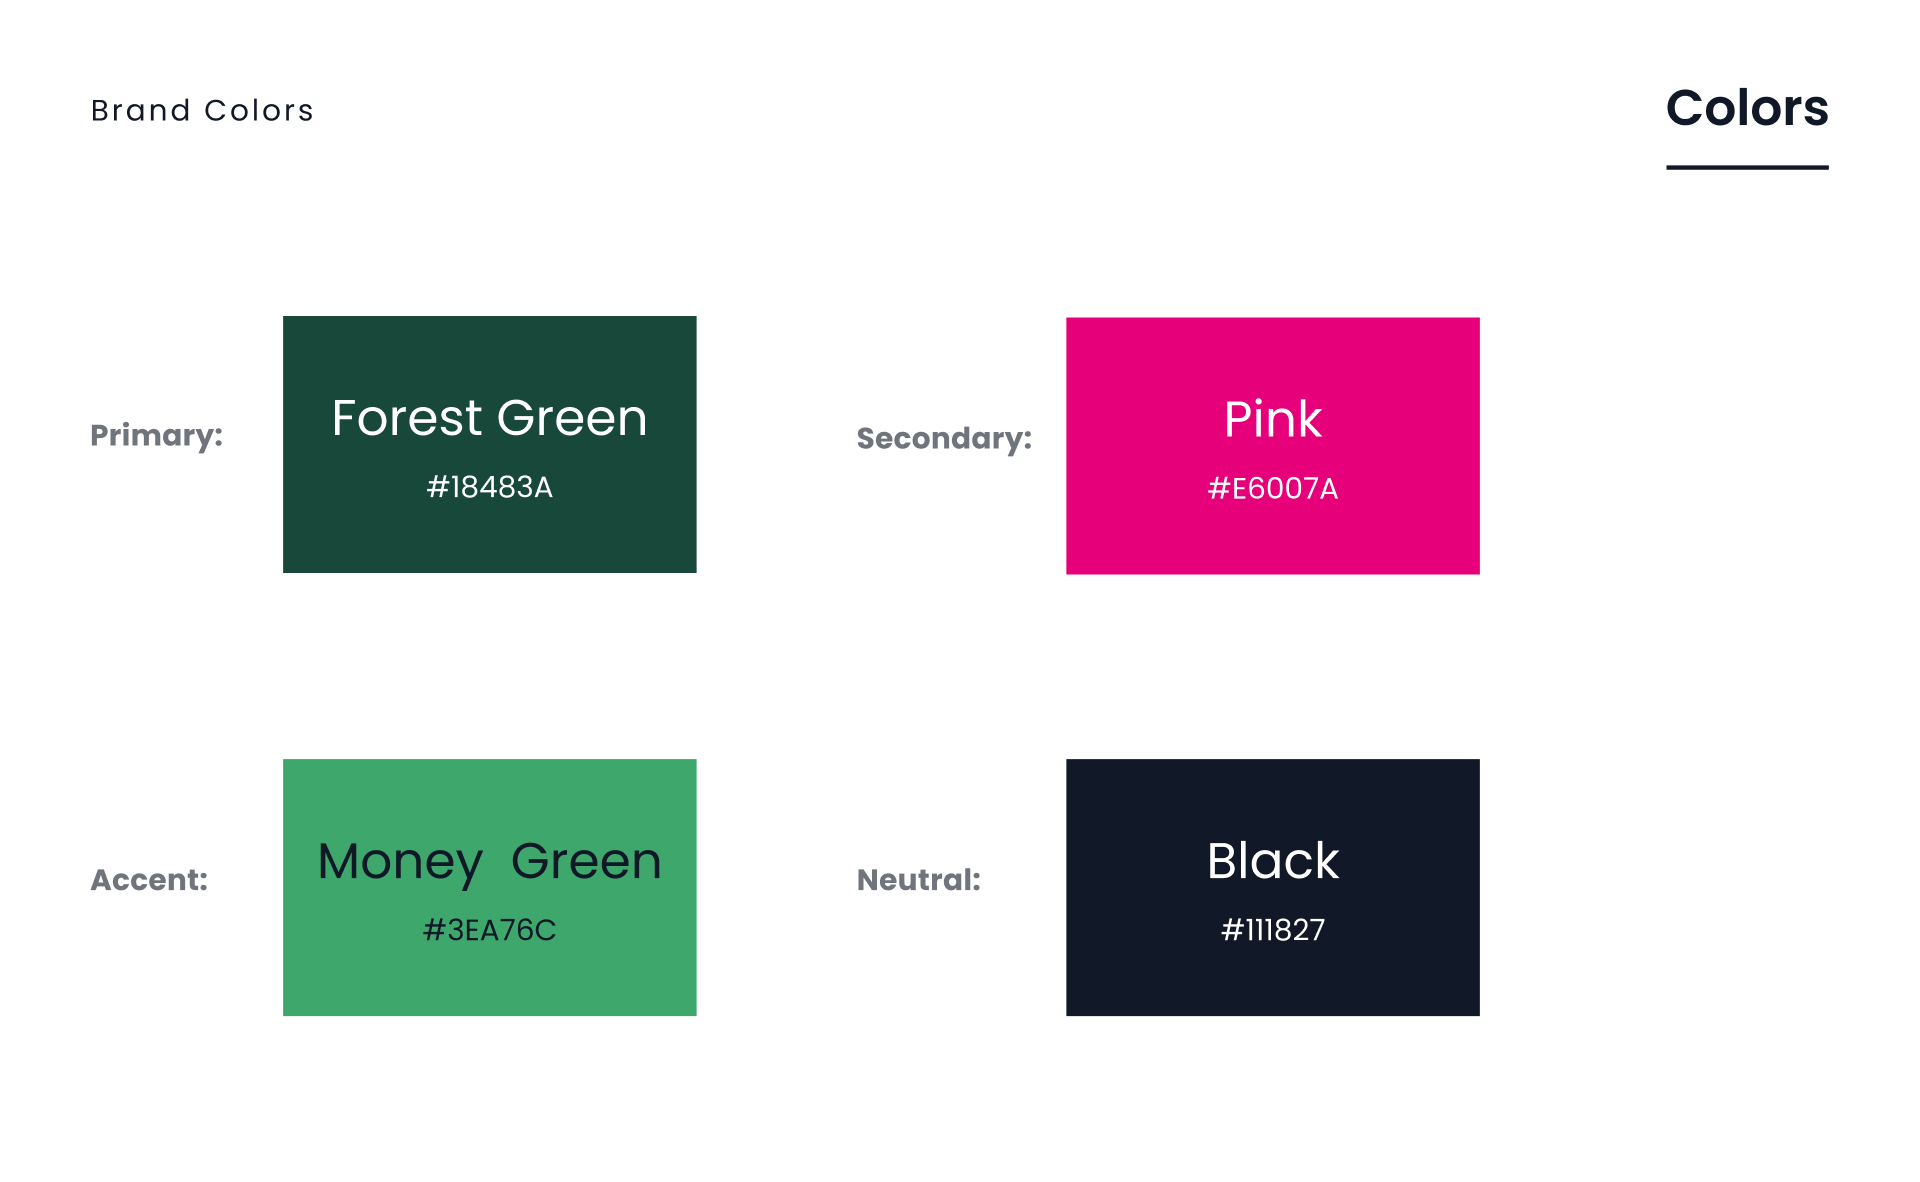 Brand Colors
Colors
Primary:
Forest Green
#18483A
Secondary:
Pink
#E6007A
Accent:
Money  Green
#3EA76C
Neutral:
Black
#111827